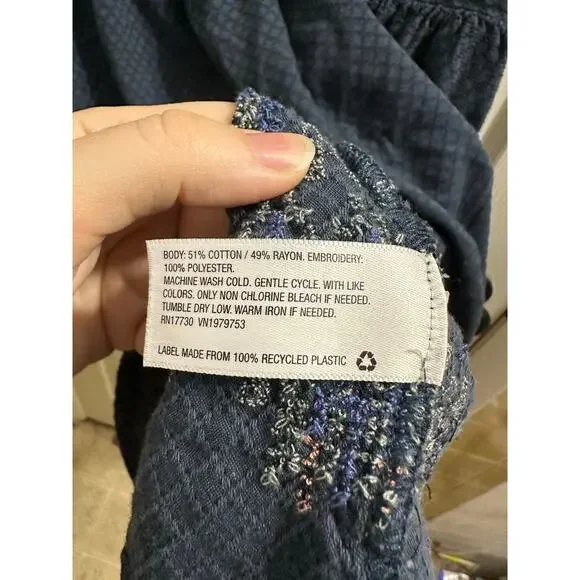 BODY: 51% COTTON / 49% RAYON. EMBROIDERY:
100% POLYESTER.
MACHINE WASH COLD. GENTLE CYCLE. WITH LIKE
COLORS. ONLY NON CHLORINE BLEACH IF NEEDED.
TUMBLE DRY LOW. WARM IRON IF NEEDED.
RN17730 VN1979753
LABEL MADE FROM 100% RECYCLED PLASTIC